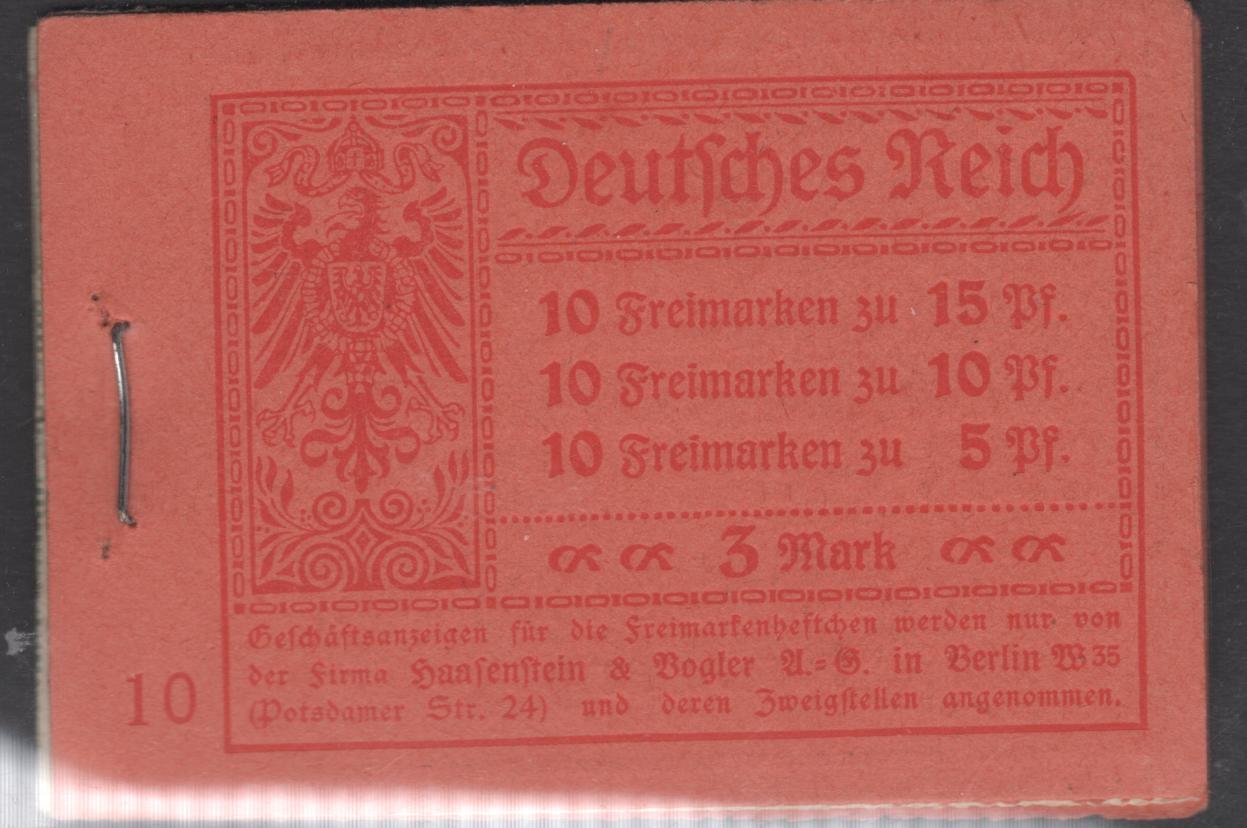 Deutſches Reich
10 Freimarken zu 15 Pf.
10 Freimarken zu 10 Pf.
10 Freimarken zu 5 Pf.
3 Mark
Geſchäftsanzeigen für die Freimarkenheftchen werden nur von
der Firma Haaſenſtein & Vogler A.=G. in Berlin W 35
(Potsdamer Str. 24) und deren Zweigſtellen angenommen.
10